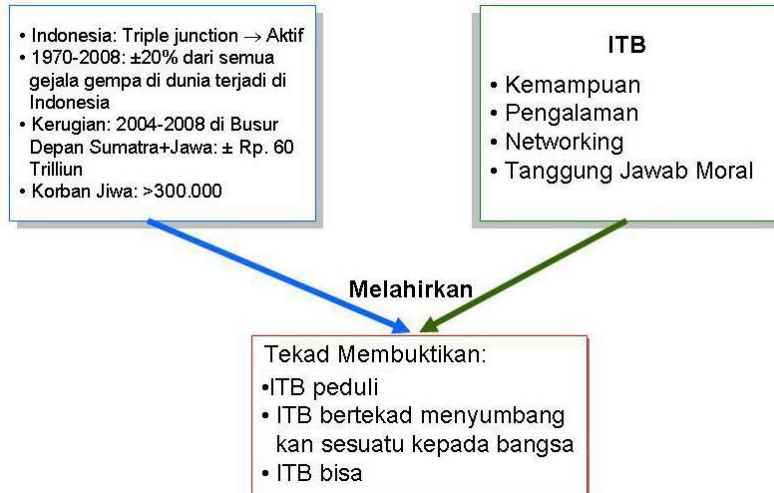 • Indonesia: Triple junction → Aktif
• 1970-2008: ±20% dari semua
gejala gempa di dunia terjadi di
Indonesia
• Kerugian: 2004-2008 di Busur
Depan Sumatra+Jawa: ± Rp. 60
Trilliun
• Korban Jiwa: >300.000
ITB
• Kemampuan
• Pengalaman
• Networking
• Tanggung Jawab Moral
Melahirkan
Tekad Membuktikan:
•ITB peduli
• ITB bertekad menyumbang
kan sesuatu kepada bangsa
• ITB bisa